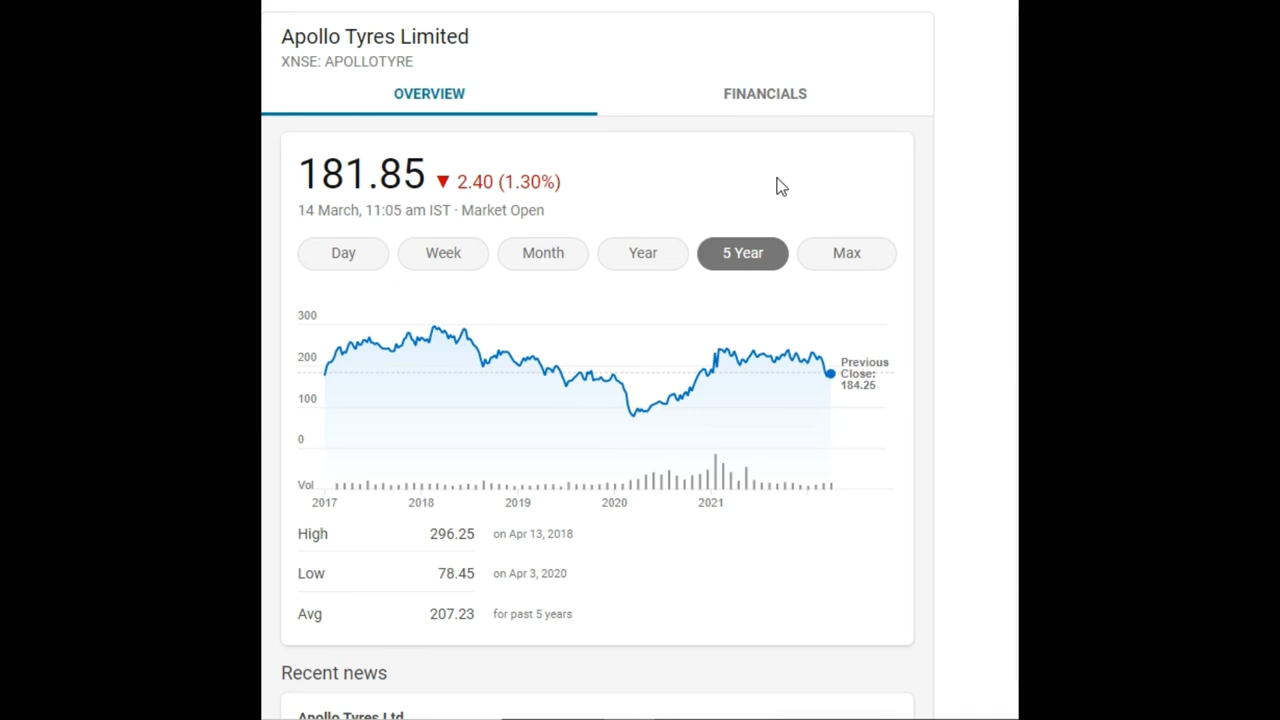 Apollo Tyres Limited
XNSE: APOLLOTYRE
OVERVIEW FINANCIALS
181.85 ▼ 2.40 (1.30%)
14 March, 11:05 am IST · Market Open
Day Week Month Year 5 Year Max
300
200
100
0
Previous
Close:
184.25
Vol
2017 2018 2019 2020 2021
High 296.25 on Apr 13, 2018
Low 78.45 on Apr 3, 2020
Avg 207.23 for past 5 years
Recent news
Apollo Tyres Ltd